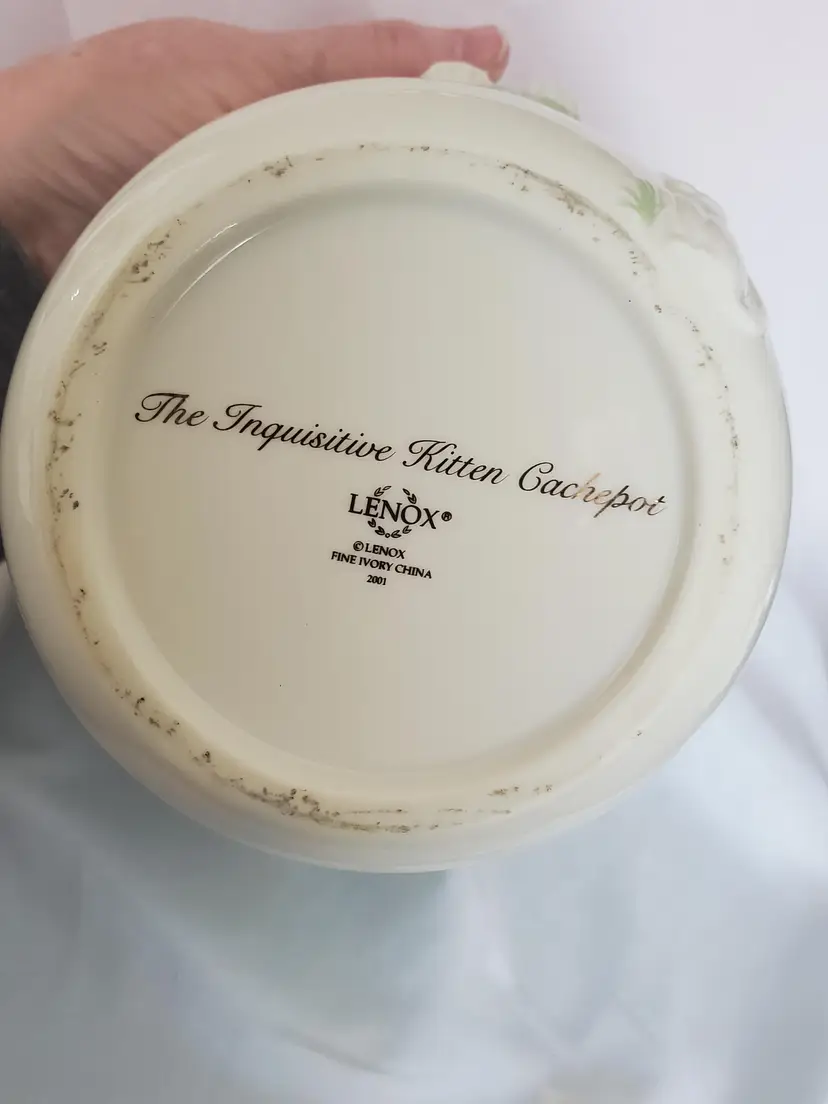 The Inquisitive Kitten Cachepot
LENOX®
©LENOX
FINE IVORY CHINA
2001